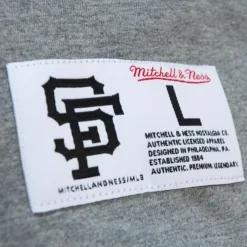 Mitchell & Ness
SF
L
MITCHELLANDNESS/MLB
MITCHELL & NESS NOSTALGIA CO.
AUTHENTIC LICENSED APPAREL
DESIGNED IN PHILADELPHIA, PA
ESTABLISHED 1904
AUTHENTIC. PREMIUM. LEGENDARY.